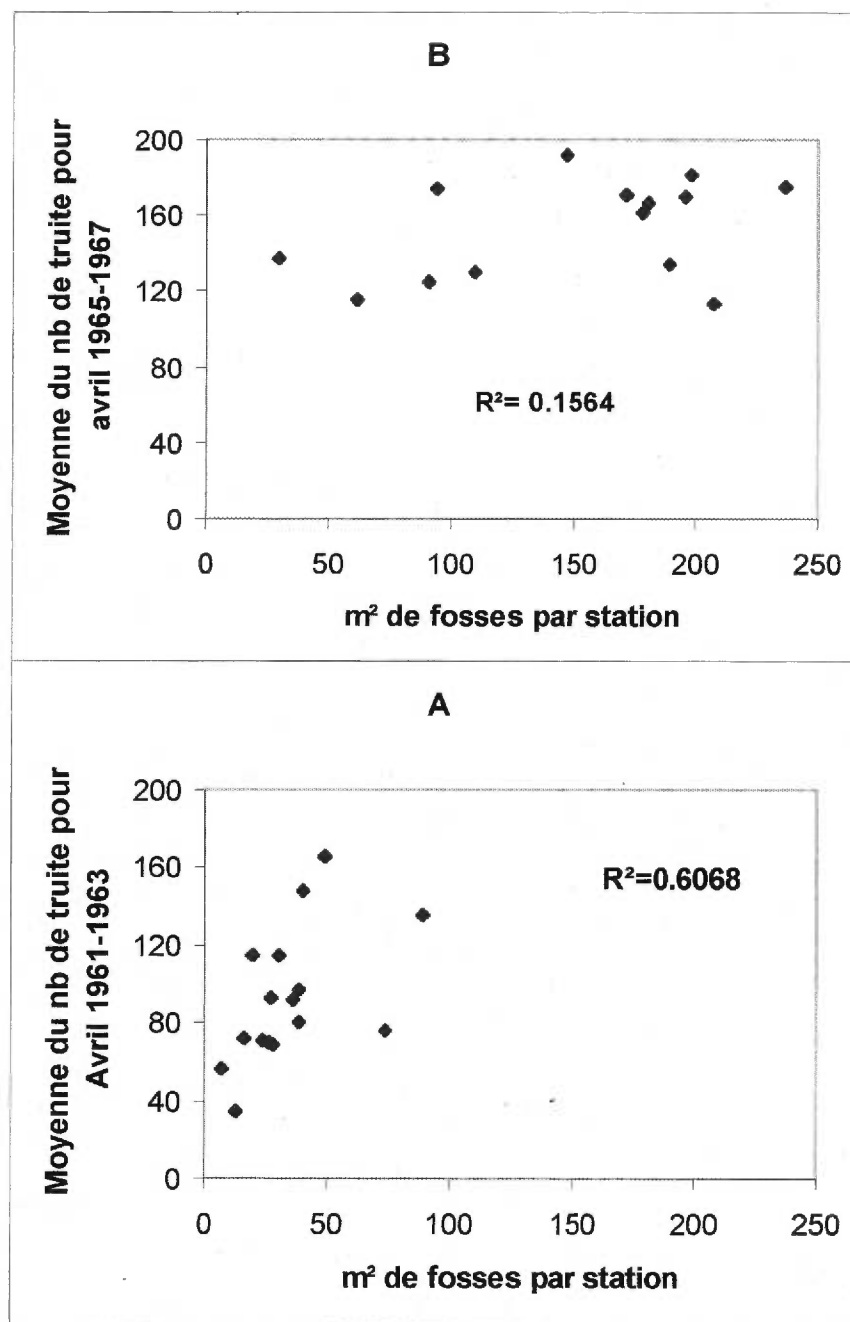 B
Moyenne du nb de truite pour
avril 1965-1967
200
160
120
80
40
0
R²= 0.1564
0 50 100 150 200 250
m² de fosses par station
A
Moyenne du nb de truite pour
Avril 1961-1963
200
160
120
80
40
0
R²=0.6068
0 50 100 150 200 250
m² de fosses par station